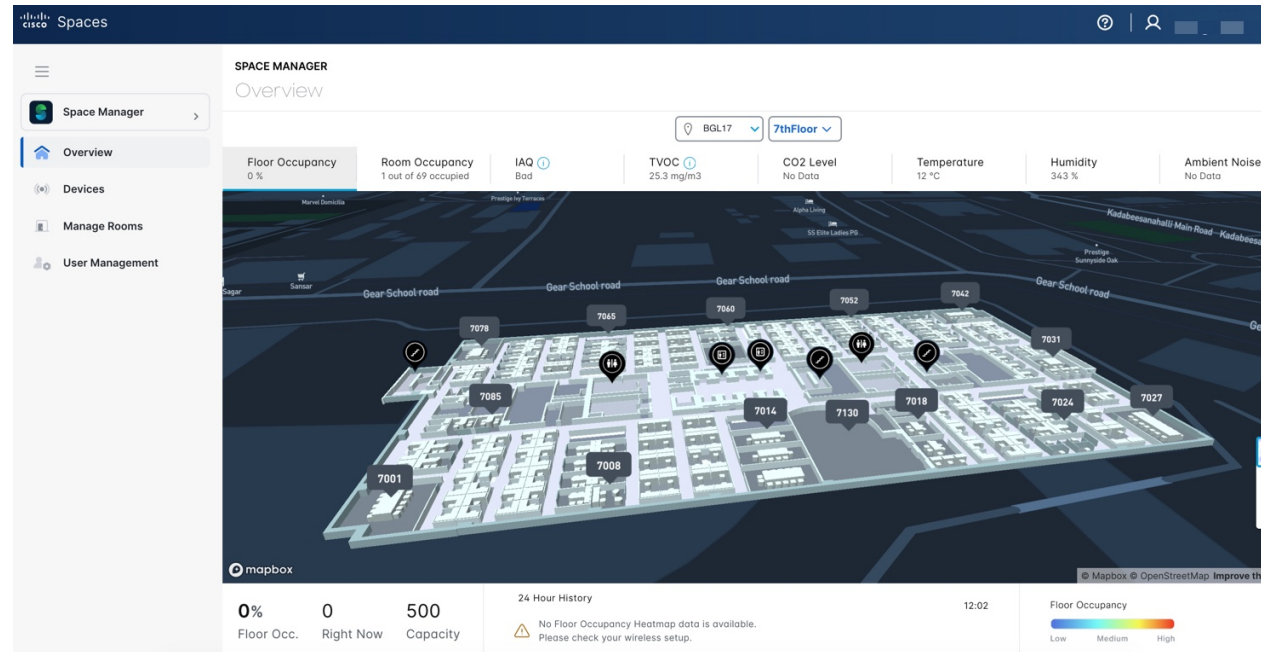 cisco Spaces
SPACE MANAGER
Overview
Space Manager
Overview
Devices
Manage Rooms
User Management
BGL17
7thFloor
Floor Occupancy
0 %
Room Occupancy
1 out of 69 occupied
IAQ
Bad
TVOC
25.3 mg/m3
CO2 Level
No Data
Temperature
12 °C
Humidity
343 %
Ambient Noise
No Data
Marvel Domicilia
Prestige Ivy Terraces
Alpha Living
SS Elite Ladies PG
Kadabeesanahalli Main Road
Kadabeesa
Prestige
Sunnyside Oak
Sansar
Sagar
Gear School road
Gear School road
Gear School road
Gear School road
Ge
7078
7065
7060
7052
7042
7031
7085
7014
7130
7018
7024
7027
7008
7001
mapbox
© Mapbox © OpenStreetMap Improve th
0%
Floor Occ.
0
Right Now
500
Capacity
24 Hour History
12:02
No Floor Occupancy Heatmap data is available.
Please check your wireless setup.
Floor Occupancy
Low Medium High